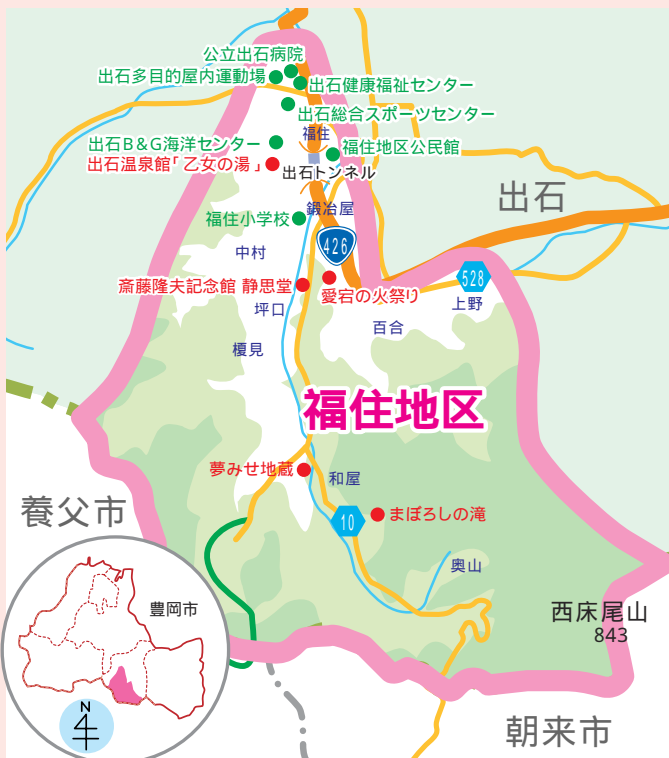 公立出石病院
出石多目的屋内運動場
出石健康福祉センター
出石総合スポーツセンター
福住
出石B&G海洋センター
福住地区公民館
出石温泉館「乙女の湯」
出石トンネル
出石
福住小学校
鍛冶屋
426
中村
528
斎藤隆夫記念館 静思堂
愛宕の火祭り
上野
坪口
百合
榎見
福住地区
夢みせ地蔵
和屋
養父市
10
まぼろしの滝
奥山
豊岡市
西床尾山
843
N
朝来市